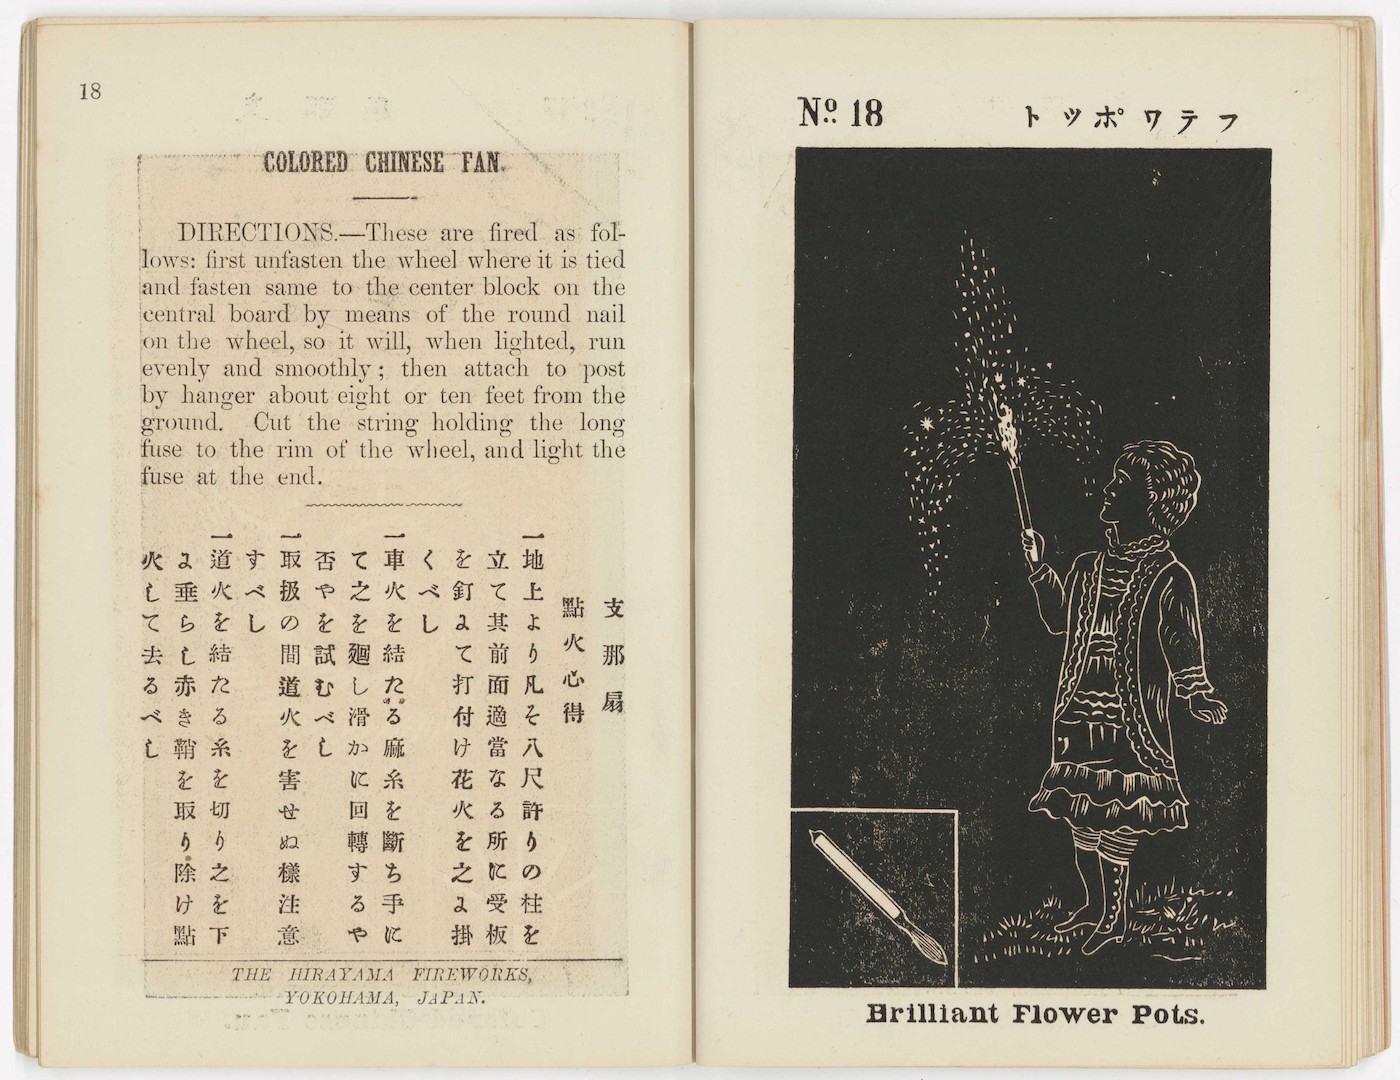 18
COLORED CHINESE FAN.
DIRECTIONS.—These are fired as fol-
lows: first unfasten the wheel where it is tied
and fasten same to the center block on the
central board by means of the round nail
on the wheel, so it will, when lighted, run
evenly and smoothly; then attach to post
by hanger about eight or ten feet from the
ground. Cut the string holding the long
fuse to the rim of the wheel, and light the
fuse at the end.
支那扇
點火心得
一地上より凡そ八尺許りの柱を
立て其前面適當なる所に受板
を釘よて打付け花火を之よ掛
くべし
一車火を結たる麻糸を斷ち手に
て之を廻し滑かに回轉するや
否やを試むべし
一取扱の間道火を害せぬ樣注意
すべし
一道火を結たる糸を切り之を下
よ垂らし赤き鞘を取り除け點
火して去るべし
THE HIRAYAMA FIREWORKS,
YOKOHAMA, JAPAN.
No. 18
トツポワテフ
Brilliant Flower Pots.